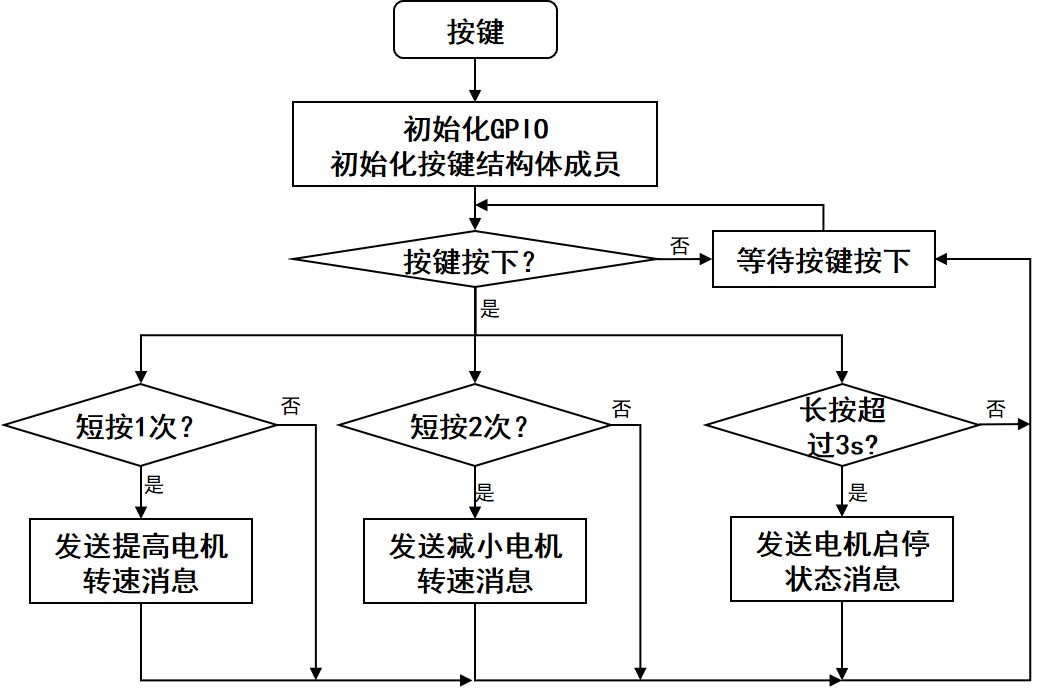 按键
初始化GPIO
初始化按键结构体成员
按键按下?
否
等待按键按下
是
短按1次?
否
短按2次?
否
长按超
过3s?
否
是
是
是
发送提高电机
转速消息
发送减小电机
转速消息
发送电机启停
状态消息